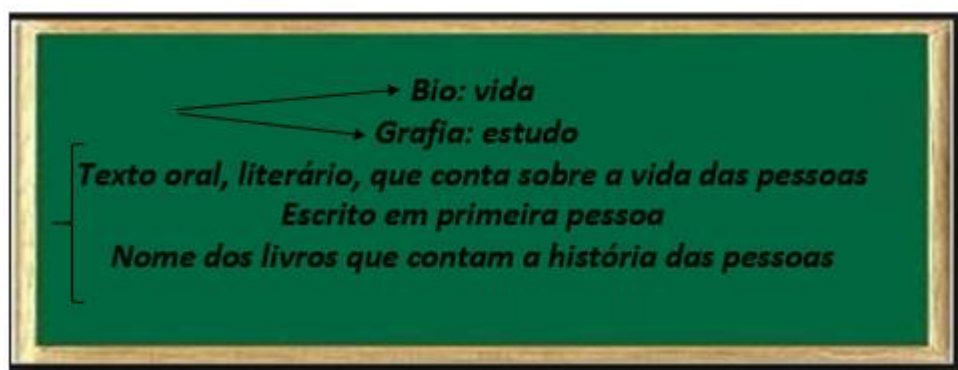 Bio: vida
Grafia: estudo
Texto oral, literário, que conta sobre a vida das pessoas
Escrito em primeira pessoa
Nome dos livros que contam a história das pessoas